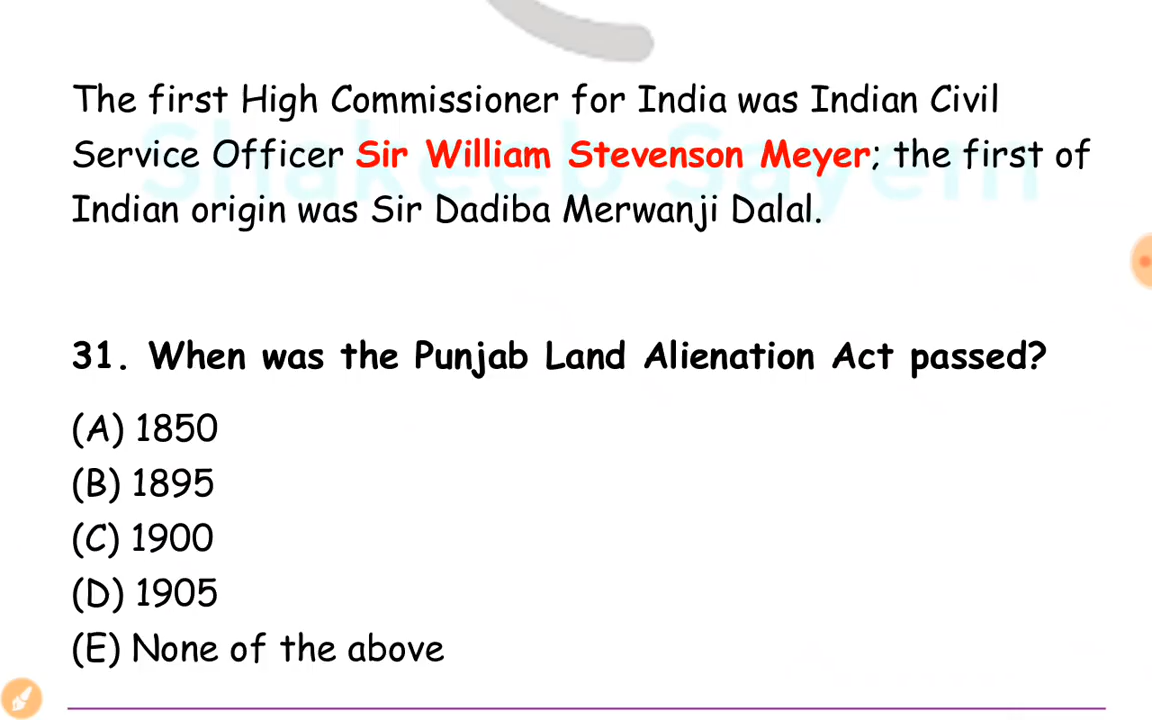 The first High Commissioner for India was Indian Civil
Service Officer Sir William Stevenson Meyer; the first of
Indian origin was Sir Dadiba Merwanji Dalal.
Shakeeb Sayem
31. When was the Punjab Land Alienation Act passed?
(A) 1850
(B) 1895
(C) 1900
(D) 1905
(E) None of the above